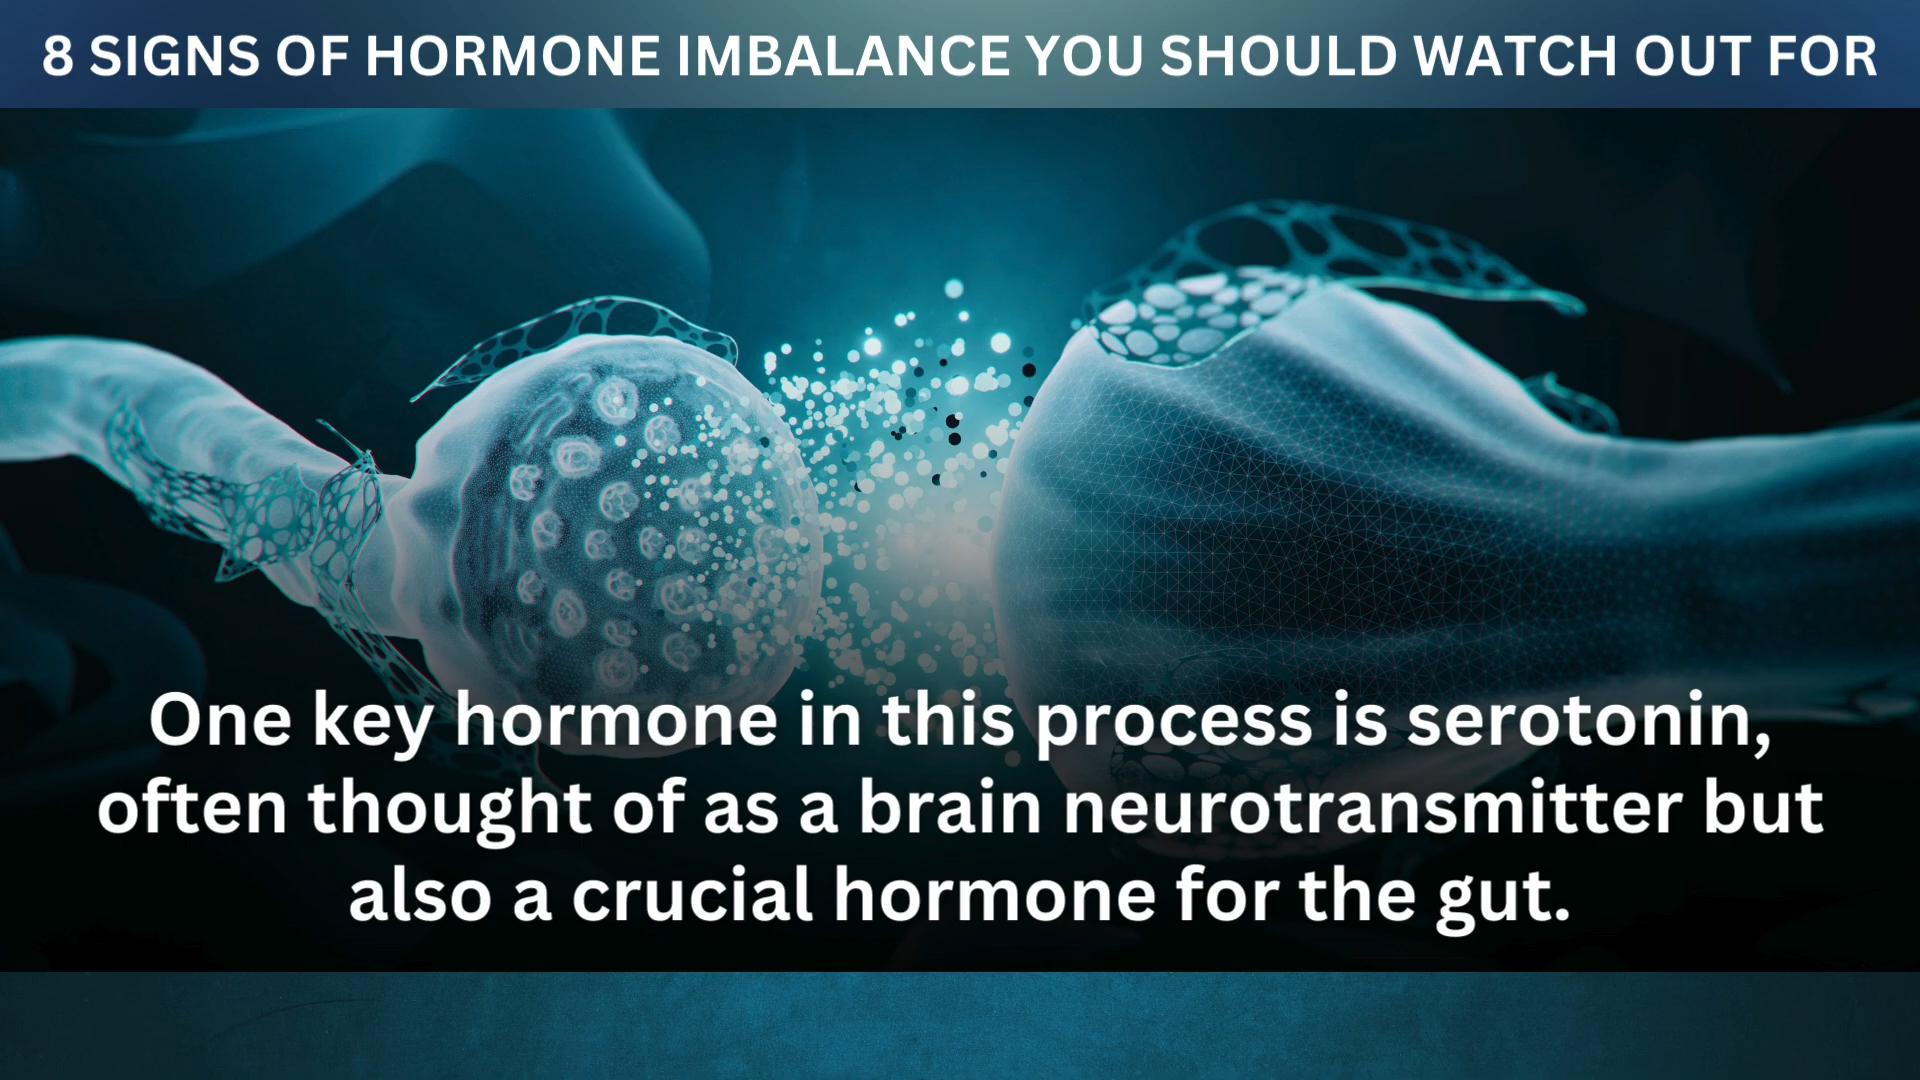 8 SIGNS OF HORMONE IMBALANCE YOU SHOULD WATCH OUT FOR
One key hormone in this process is serotonin,
often thought of as a brain neurotransmitter but
also a crucial hormone for the gut.